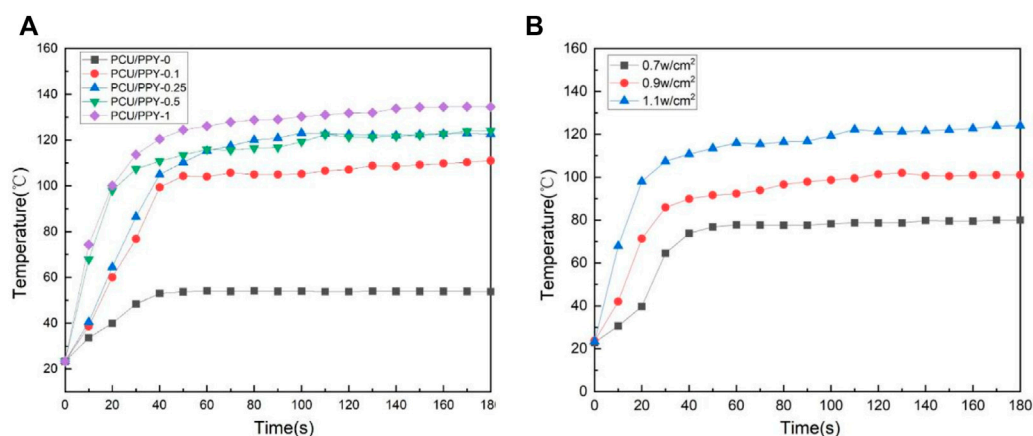 A
B
PCU/PPY-0
PCU/PPY-0.1
PCU/PPY-0.25
PCU/PPY-0.5
PCU/PPY-1
Temperature(℃)
160
140
120
100
80
60
40
20
0 20 40 60 80 100 120 140 160 180
Time(s)
0.7w/cm²
0.9w/cm²
1.1w/cm²
Temperature(℃)
160
140
120
100
80
60
40
20
0
0 20 40 60 80 100 120 140 160 180
Time(s)